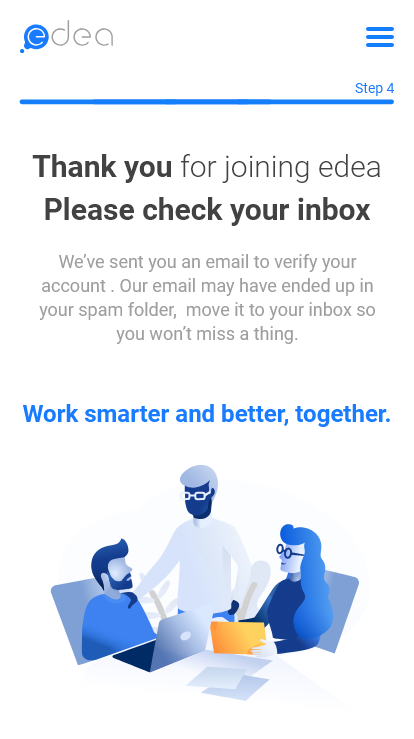 edea
Step 4
Thank you for joining edea
Please check your inbox
We’ve sent you an email to verify your
account . Our email may have ended up in
your spam folder,  move it to your inbox so
you won’t miss a thing.
Work smarter and better, together.